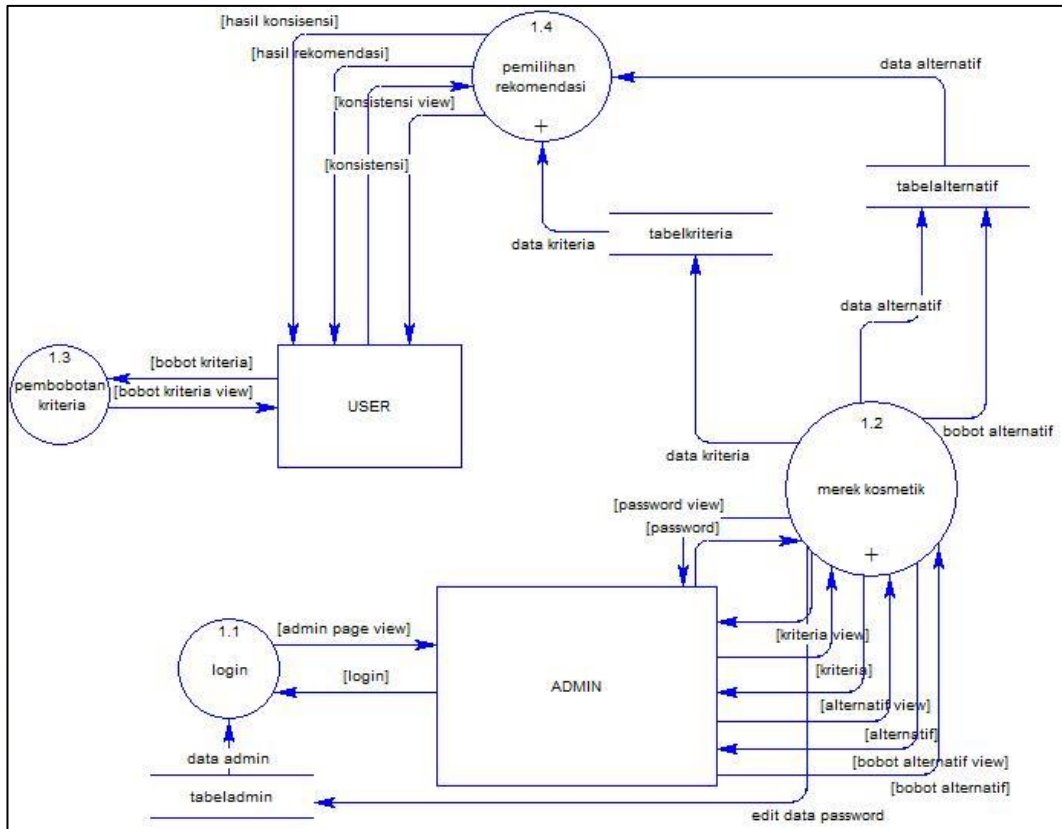 [hasil konsisensi]
1.4
[hasil rekomendasi]
pemilihan
rekomendasi
data alternatif
[konsistensi view]
+
[konsistensi]
tabelalternatif
tabelkriteria
data kriteria
data alternatif
1.3
pembobotan
kriteria
[bobot kriteria]
[bobot kriteria view]
USER
1.2
bobot alternatif
data kriteria
merek kosmetik
+
[password view]
[password]
1.1
login
[admin page view]
[login]
ADMIN
[kriteria view]
[kriteria]
[alternatif view]
[alternatif]
[bobot alternatif view]
[bobot alternatif]
data admin
tabeladmin
edit data password